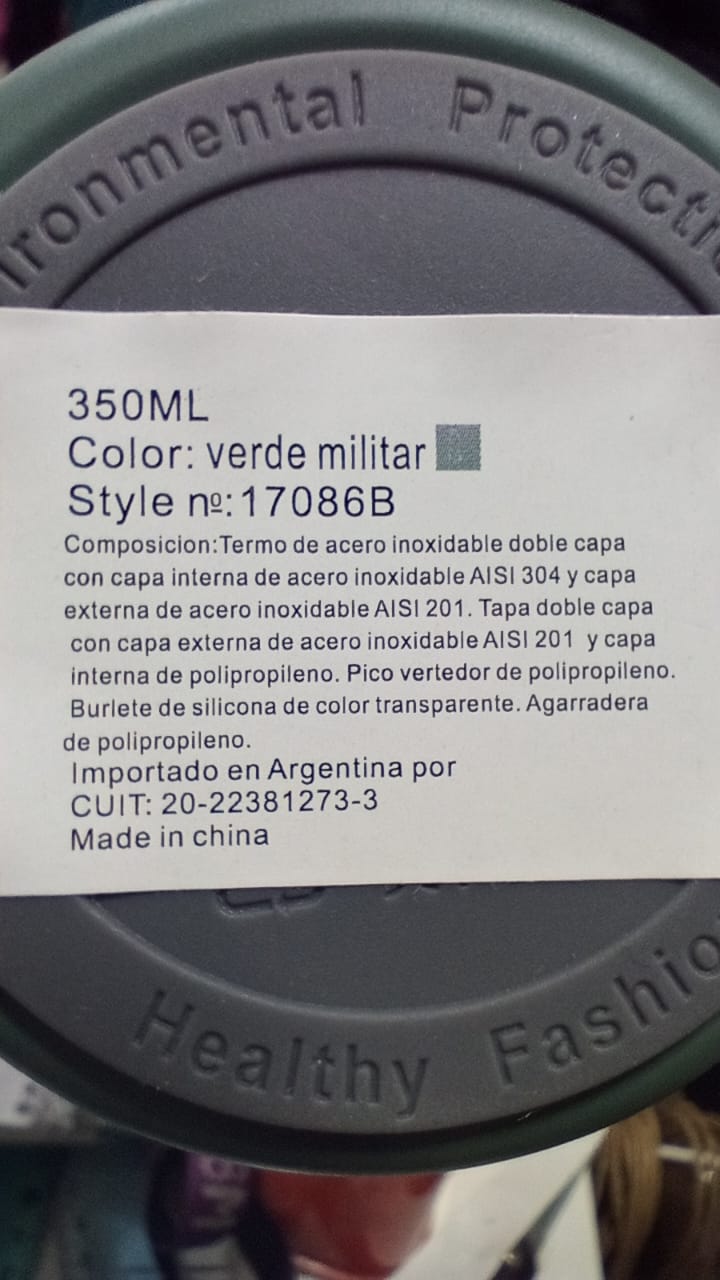 ironmental Protecti
350ML
Color: verde militar
Style nº:17086B
Composicion:Termo de acero inoxidable doble capa
con capa interna de acero inoxidable AISI 304 y capa
externa de acero inoxidable AISI 201. Tapa doble capa
con capa externa de acero inoxidable AISI 201 y capa
interna de polipropileno. Pico vertedor de polipropileno.
Burlete de silicona de color transparente. Agarradera
de polipropileno.
Importado en Argentina por
CUIT: 20-22381273-3
Made in china
Healthy Fashio